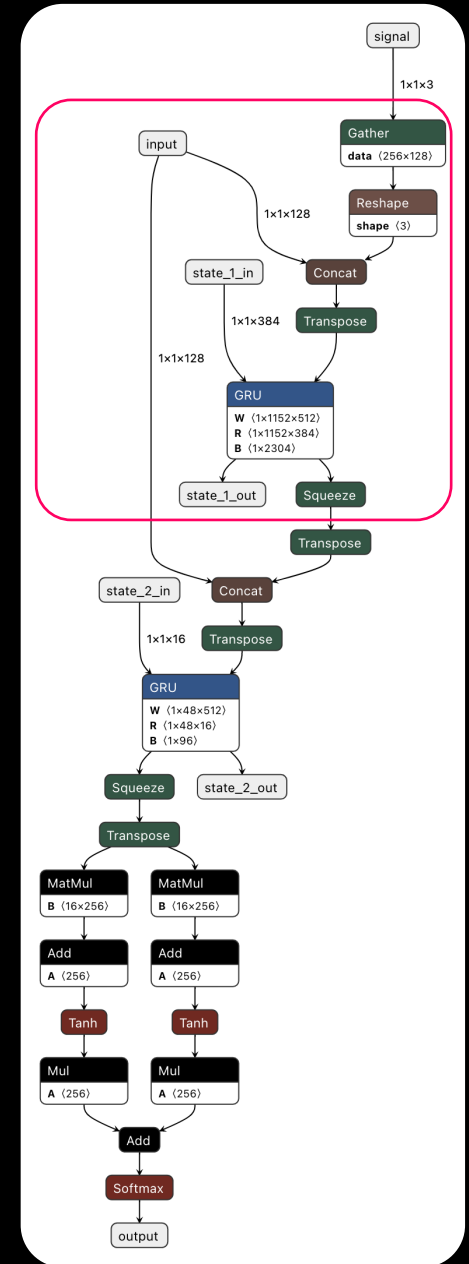 signal
1×1×3
Gather
data ⟨256×128⟩
input
Reshape
shape ⟨3⟩
1×1×128
state_1_in
Concat
1×1×384
Transpose
1×1×128
GRU
W ⟨1×1152×512⟩
R ⟨1×1152×384⟩
B ⟨1×2304⟩
state_1_out
Squeeze
Transpose
state_2_in
Concat
1×1×16
Transpose
GRU
W ⟨1×48×512⟩
R ⟨1×48×16⟩
B ⟨1×96⟩
Squeeze
state_2_out
Transpose
MatMul
B ⟨16×256⟩
MatMul
B ⟨16×256⟩
Add
A ⟨256⟩
Add
A ⟨256⟩
Tanh
Tanh
Mul
A ⟨256⟩
Mul
A ⟨256⟩
Add
Softmax
output